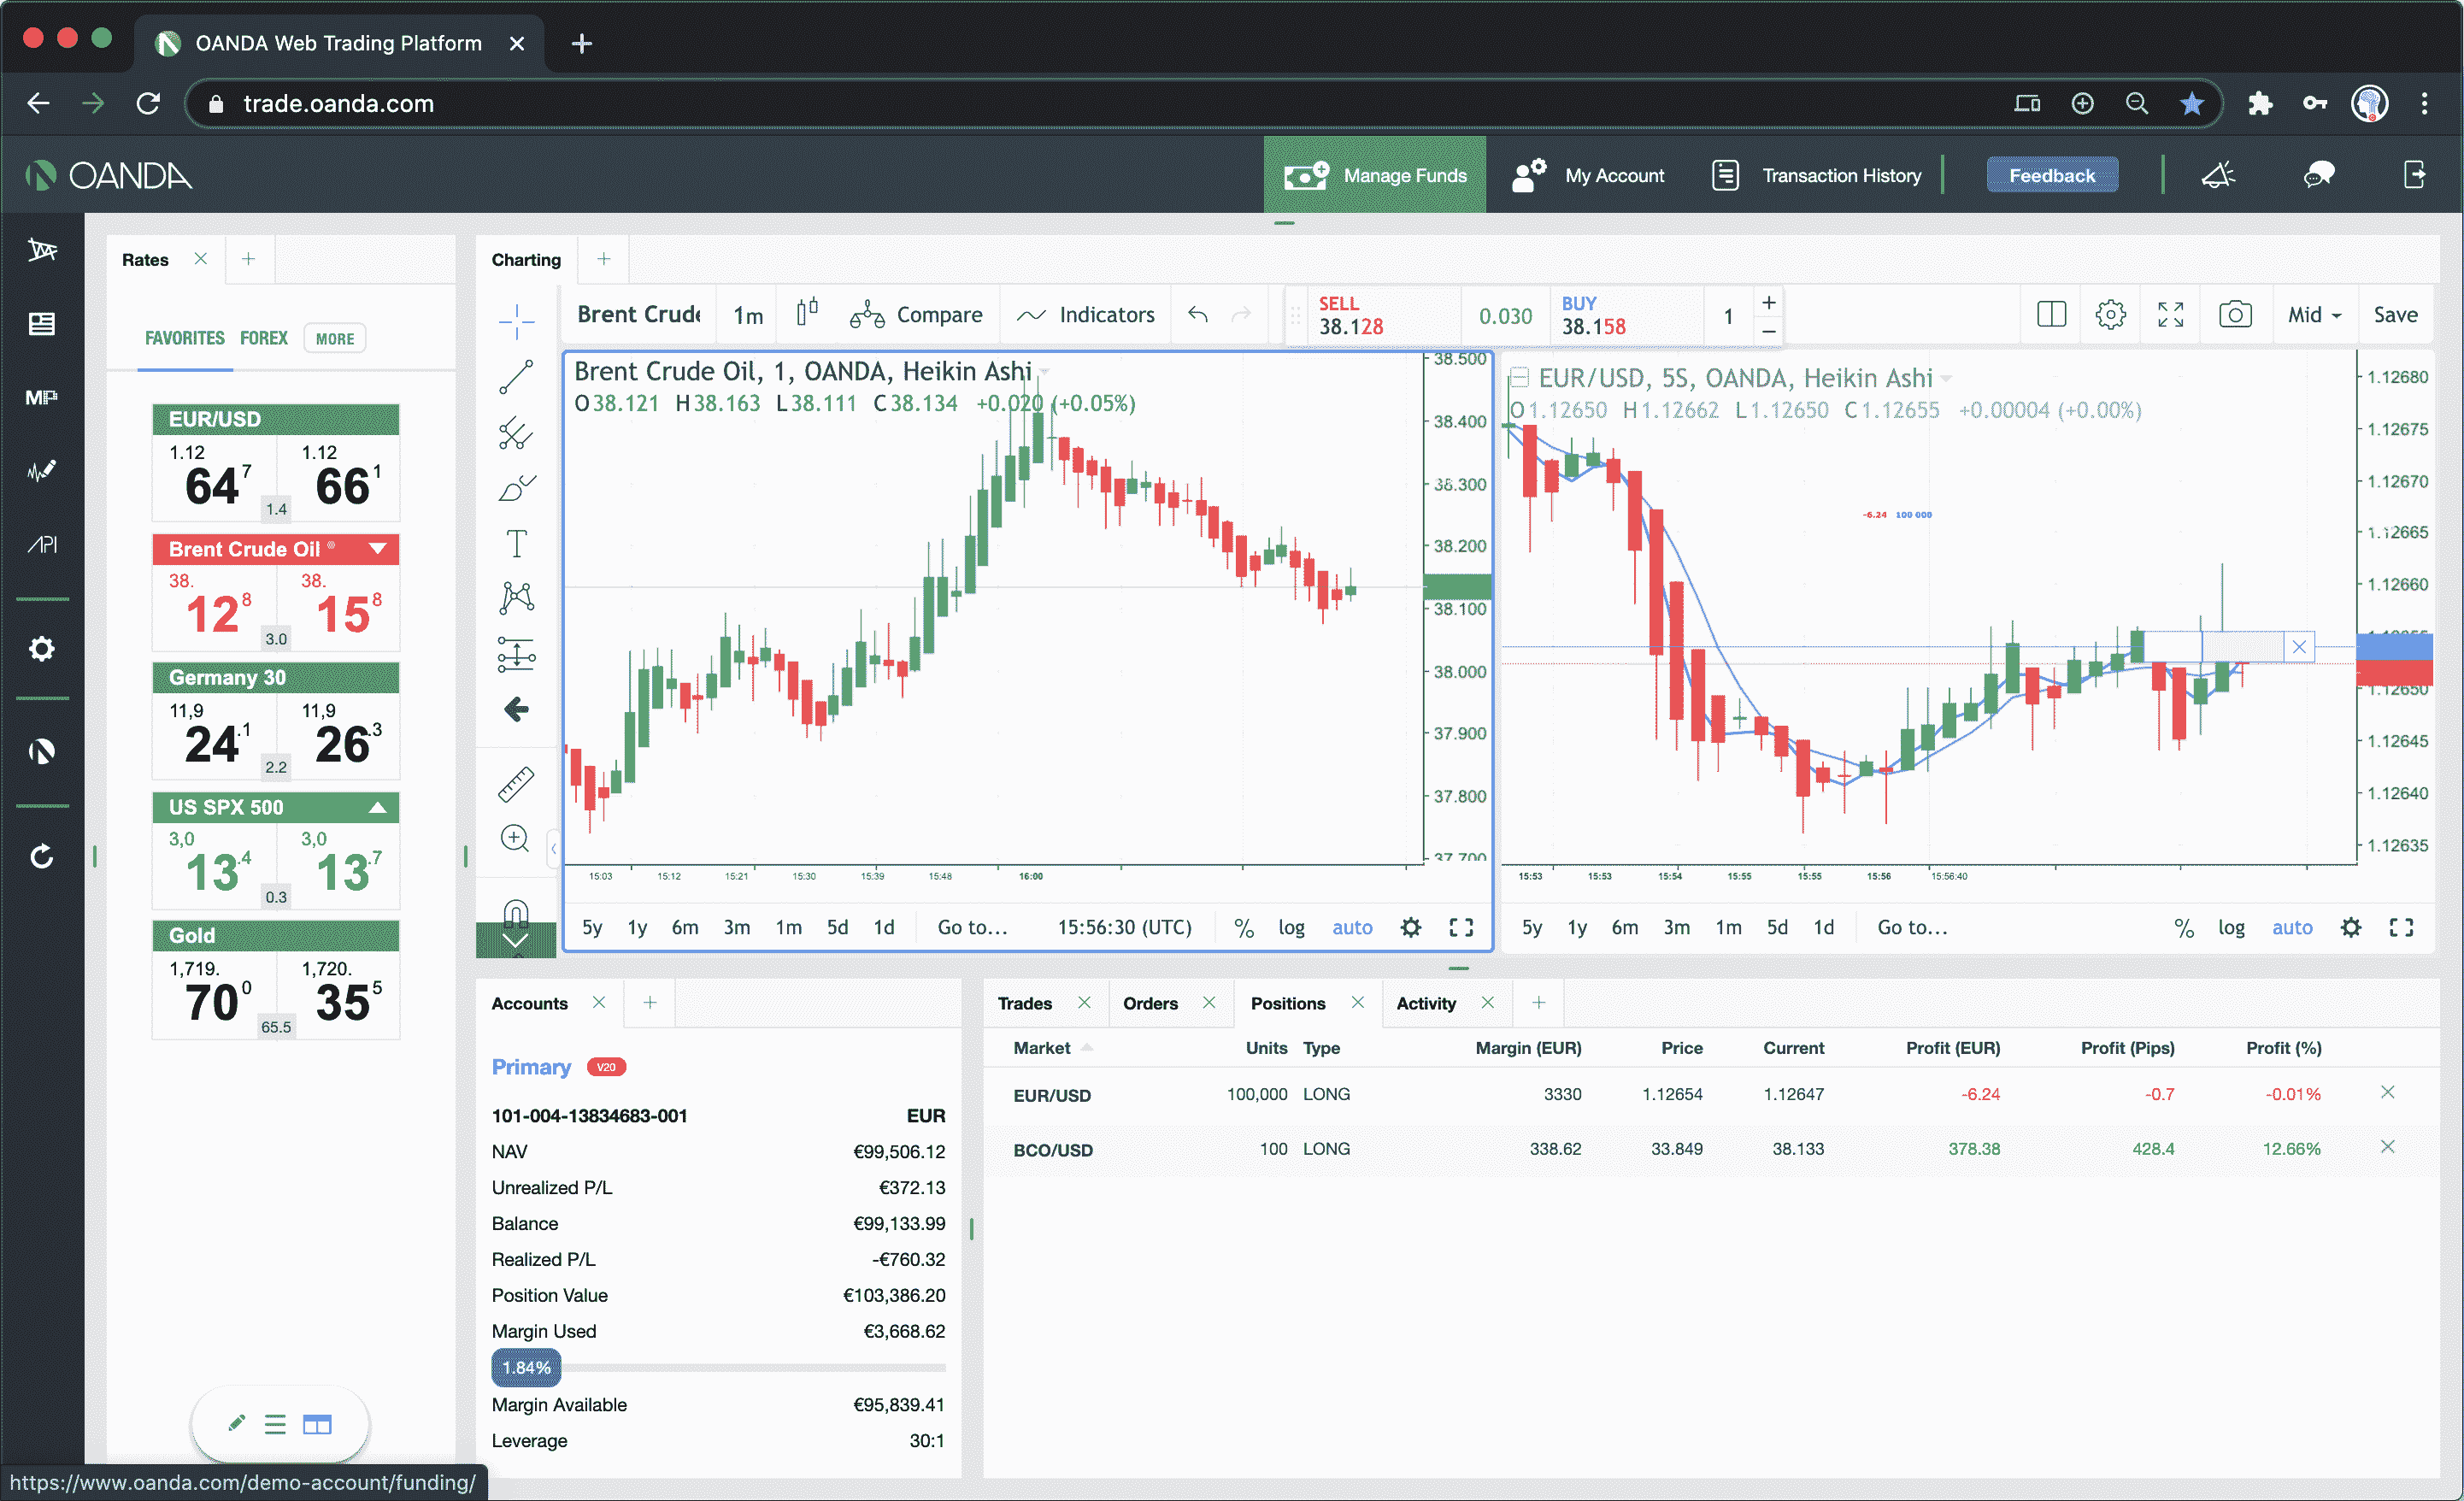 OANDA Web Trading Platform
trade.oanda.com
OANDA
Manage Funds
My Account
Transaction History
Feedback
Rates
FAVORITES FOREX MORE
EUR/USD
1.12 64 7 1.12 66 1
1.4
Brent Crude Oil
38. 12 8 38. 15 8
3.0
Germany 30
11,9 24 .1 11,9 26 .3
2.2
US SPX 500
3,0 13 .4 3,0 13 .7
0.3
Gold
1,719. 70 0 1,720. 35 5
65.5
MP
API
Charting
Brent Crude 1m Compare Indicators
SELL 38.128
0.030
BUY 38.158
1
Mid
Save
Brent Crude Oil, 1, OANDA, Heikin Ashi
O38.121 H38.163 L38.111 C38.134 +0.020 (+0.05%)
38.500
38.400
38.300
38.200
38.100
38.000
37.900
37.800
37.700
15:03 15:12 15:21 15:30 15:39 15:48 16:00
5y 1y 6m 3m 1m 5d 1d Go to... 15:56:30 (UTC) % log auto
EUR/USD, 5S, OANDA, Heikin Ashi
O1.12650 H1.12662 L1.12650 C1.12655 +0.00004 (+0.00%)
-6.24 100 000
1.12680
1.12675
1.12670
1.12665
1.12660
1.12650
1.12645
1.12640
1.12635
15:53 15:53 15:54 15:55 15:55 15:56 15:56:40
5y 1y 6m 3m 1m 5d 1d Go to... % log auto
Accounts
Primary V20
101-004-13834683-001 EUR
NAV €99,506.12
Unrealized P/L €372.13
Balance €99,133.99
Realized P/L -€760.32
Position Value €103,386.20
Margin Used €3,668.62
1.84%
Margin Available €95,839.41
Leverage 30:1
Trades Orders Positions Activity
Market Units Type Margin (EUR) Price Current Profit (EUR) Profit (Pips) Profit (%)
EUR/USD 100,000 LONG 3330 1.12654 1.12647 -6.24 -0.7 -0.01%
BCO/USD 100 LONG 338.62 33.849 38.133 378.38 428.4 12.66%
https://www.oanda.com/demo-account/funding/